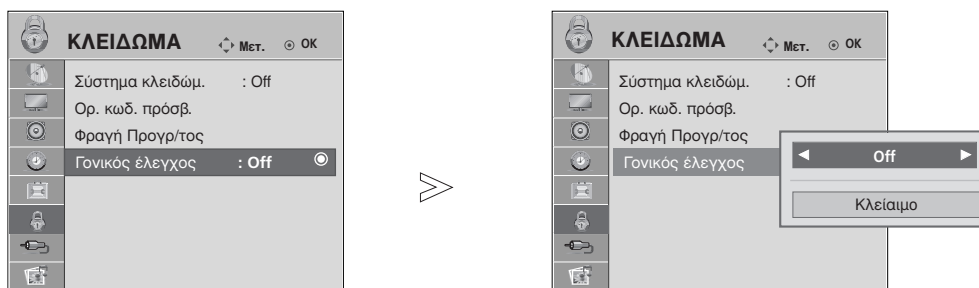 ΚΛΕΙΔΩΜΑ Μετ. OK
Σύστημα κλειδώμ. : Off
Ορ. κωδ. πρόσβ.
Φραγή Προγρ/τος
Γονικός έλεγχος : Off
ΚΛΕΙΔΩΜΑ Μετ. OK
Σύστημα κλειδώμ. : Off
Ορ. κωδ. πρόσβ.
Φραγή Προγρ/τος
Γονικός έλεγχος
◄ Off ►
Κλείαιμο